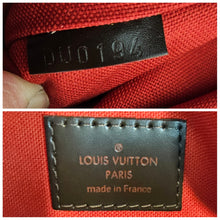 DU0194
LOUIS VUITTON
PARIS
made in France